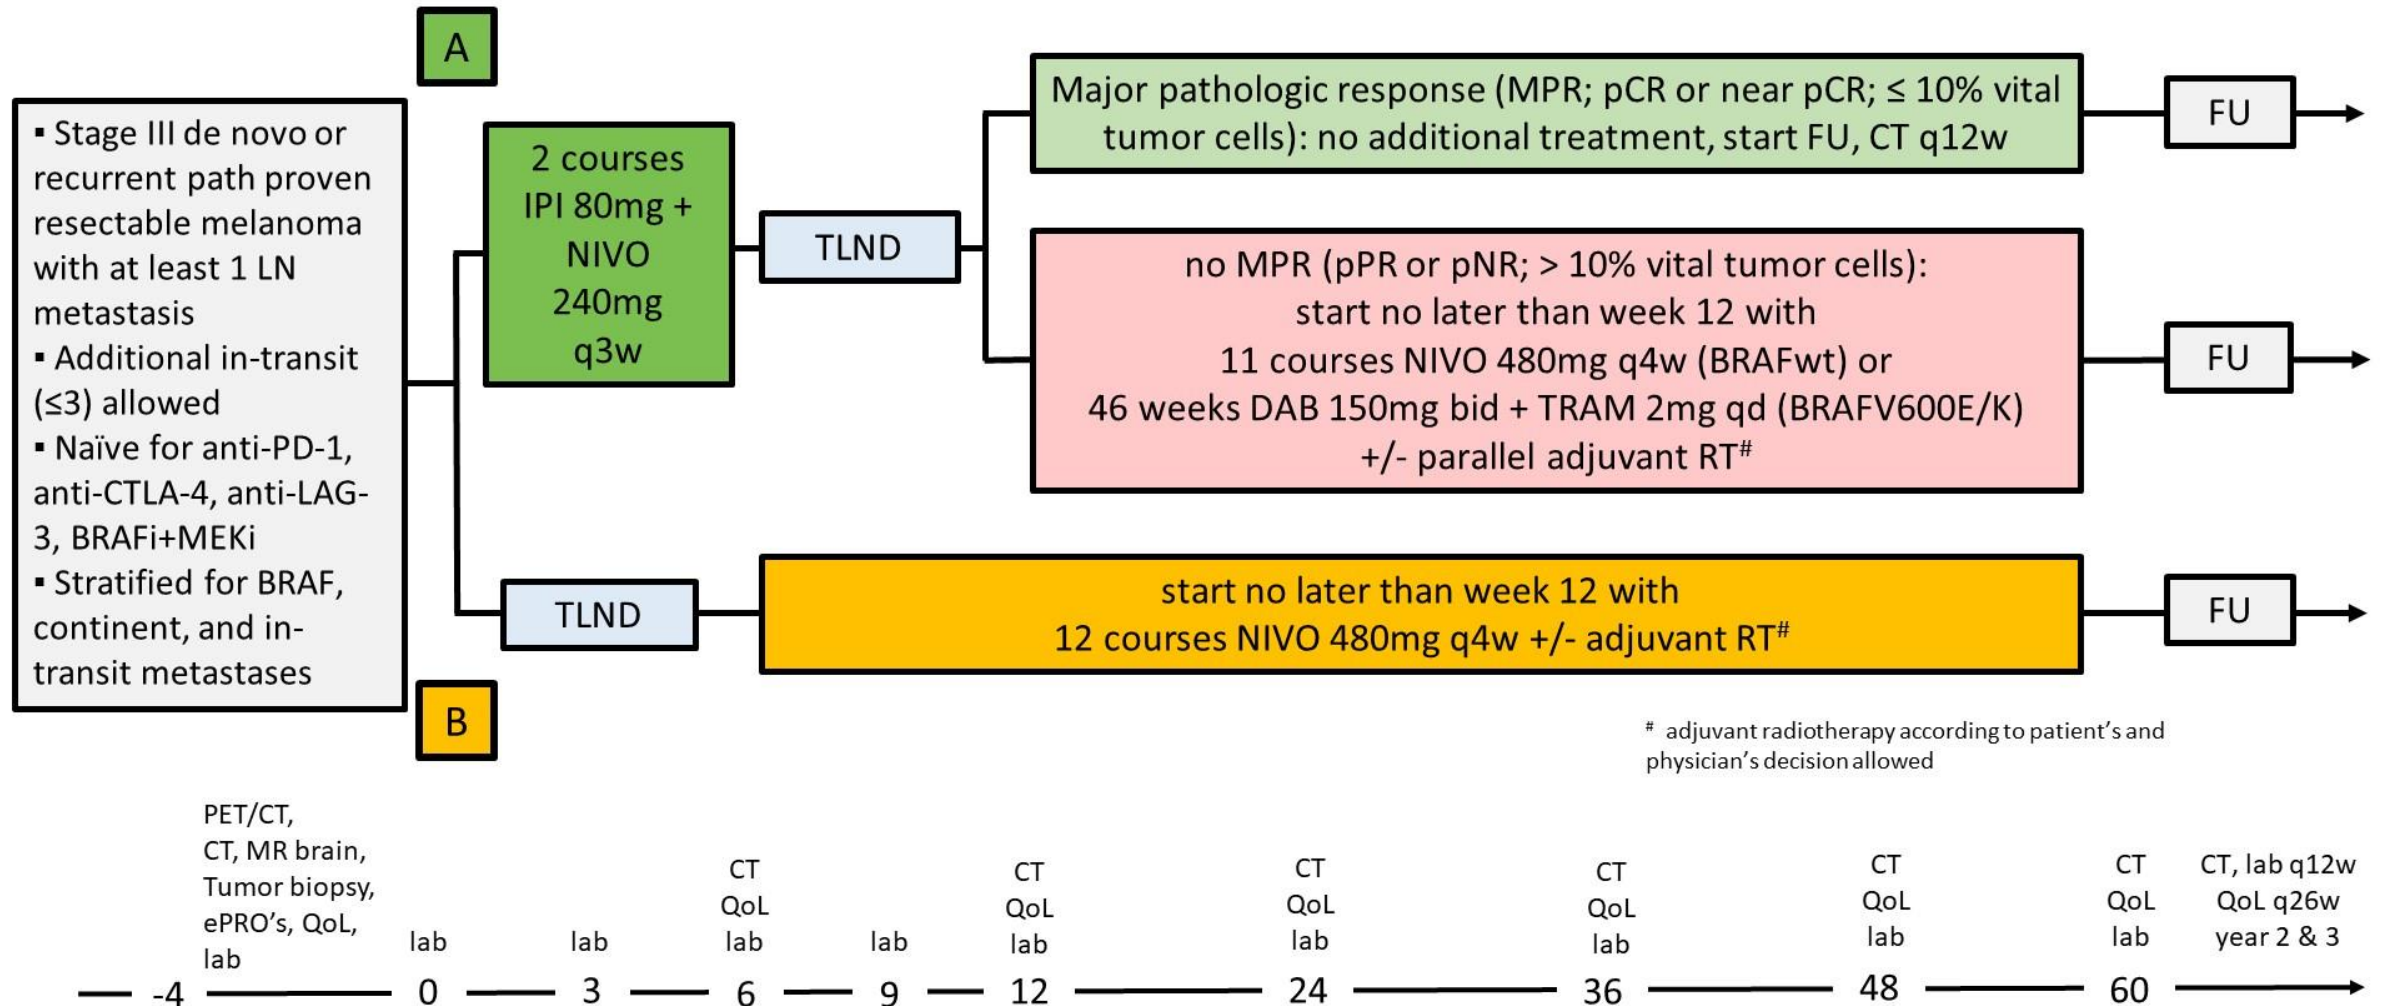 A
▪ Stage III de novo or
recurrent path proven
resectable melanoma
with at least 1 LN
metastasis
▪ Additional in-transit
(≤3) allowed
▪ Naïve for anti-PD-1,
anti-CTLA-4, anti-LAG-
3, BRAFi+MEKi
▪ Stratified for BRAF,
continent, and in-
transit metastases
2 courses
IPI 80mg +
NIVO
240mg
q3w
TLND
Major pathologic response (MPR; pCR or near pCR; ≤ 10% vital
tumor cells): no additional treatment, start FU, CT q12w
FU
no MPR (pPR or pNR; > 10% vital tumor cells):
start no later than week 12 with
11 courses NIVO 480mg q4w (BRAFwt) or
46 weeks DAB 150mg bid + TRAM 2mg qd (BRAFV600E/K)
+/- parallel adjuvant RT#
FU
B
TLND
start no later than week 12 with
12 courses NIVO 480mg q4w +/- adjuvant RT#
FU
# adjuvant radiotherapy according to patient's and
physician's decision allowed
PET/CT,
CT, MR brain,
Tumor biopsy,
ePRO's, QoL,
lab
lab
lab
CT
QoL
lab
lab
CT
QoL
lab
CT
QoL
lab
CT
QoL
lab
CT
QoL
lab
CT
QoL
lab
CT, lab q12w
QoL q26w
year 2 & 3
-4 0 3 6 9 12 24 36 48 60